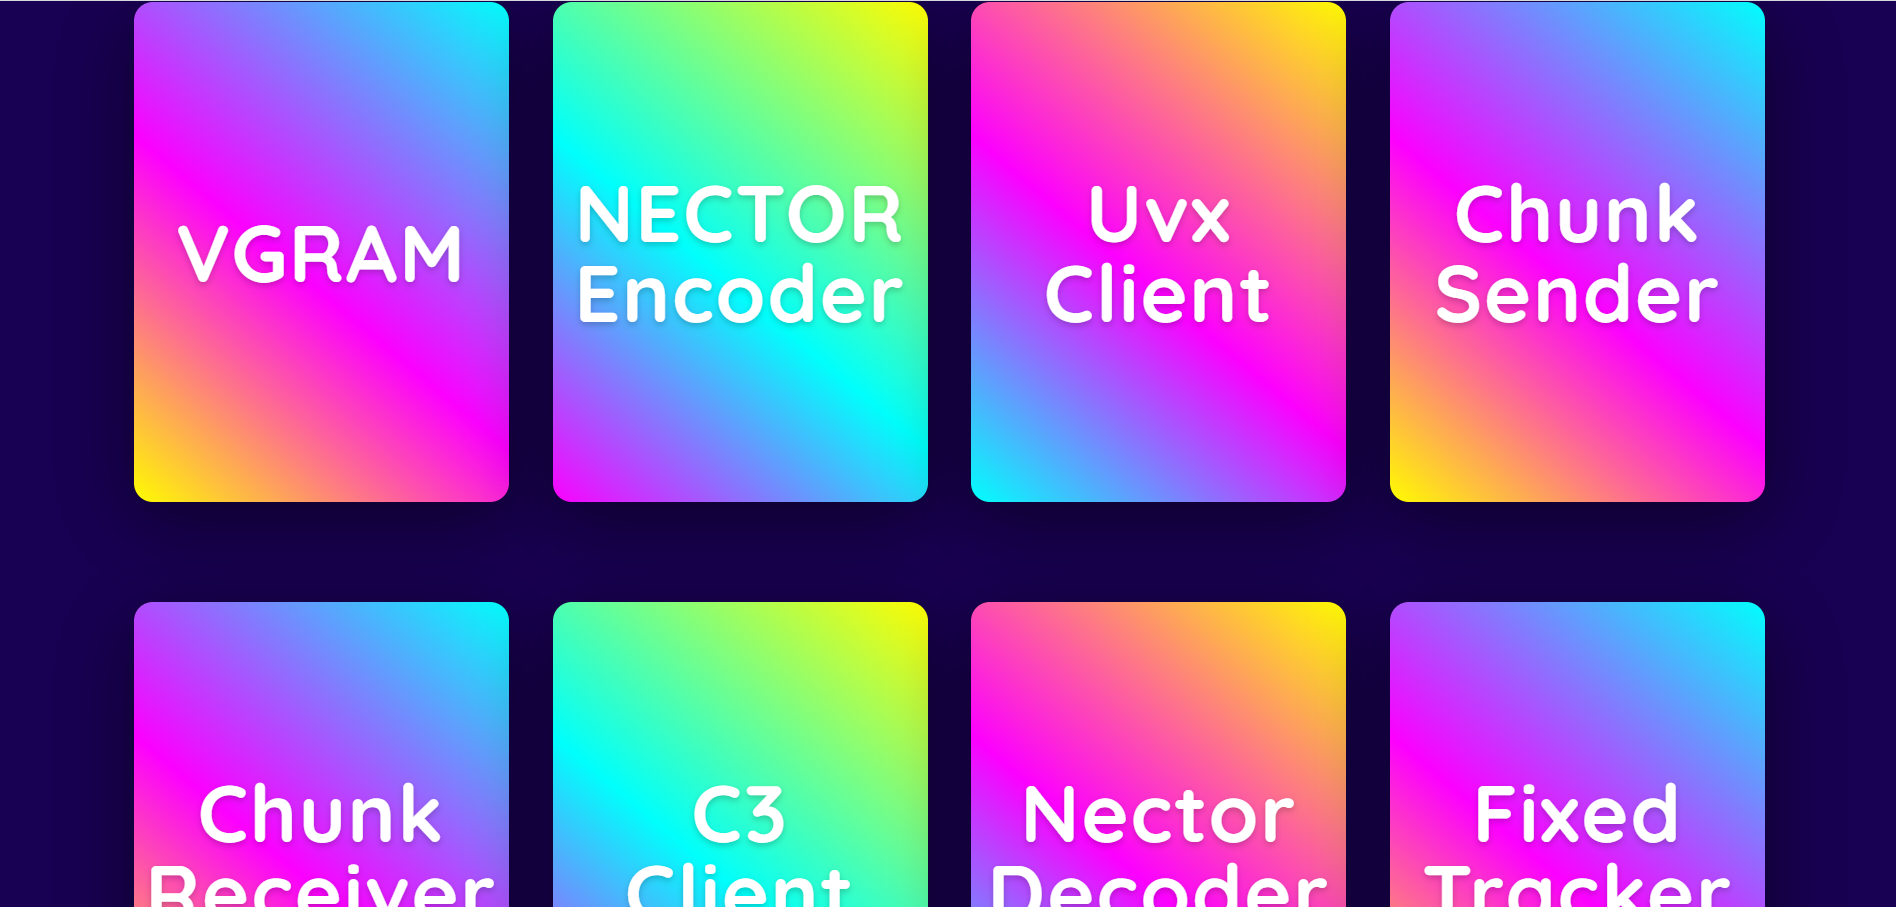 VGRAM
NECTOR
Encoder
Uvx
Client
Chunk
Sender
Chunk
Receiver
C3
Client
Nector
Decoder
Fixed
Tracker